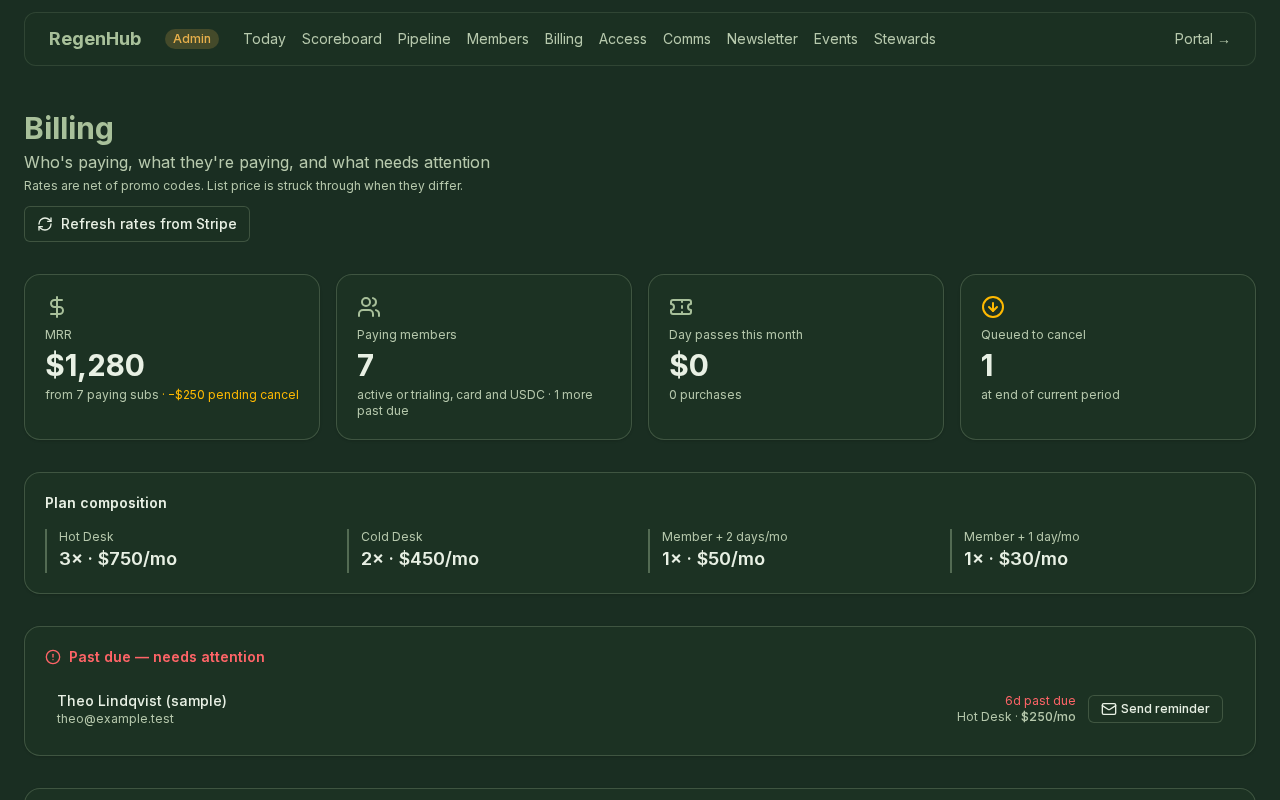 RegenHub Admin Today Scoreboard Pipeline Members Billing Access Comms Newsletter Events Stewards Portal →
Billing
Who's paying, what they're paying, and what needs attention
Rates are net of promo codes. List price is struck through when they differ.
Refresh rates from Stripe
MRR
$1,280
from 7 paying subs · −$250 pending cancel
Paying members
7
active or trialing, card and USDC · 1 more
past due
Day passes this month
$0
0 purchases
Queued to cancel
1
at end of current period
Plan composition
Hot Desk
3× · $750/mo
Cold Desk
2× · $450/mo
Member + 2 days/mo
1× · $50/mo
Member + 1 day/mo
1× · $30/mo
Past due — needs attention
Theo Lindqvist (sample)
theo@example.test
6d past due
Hot Desk · $250/mo
Send reminder